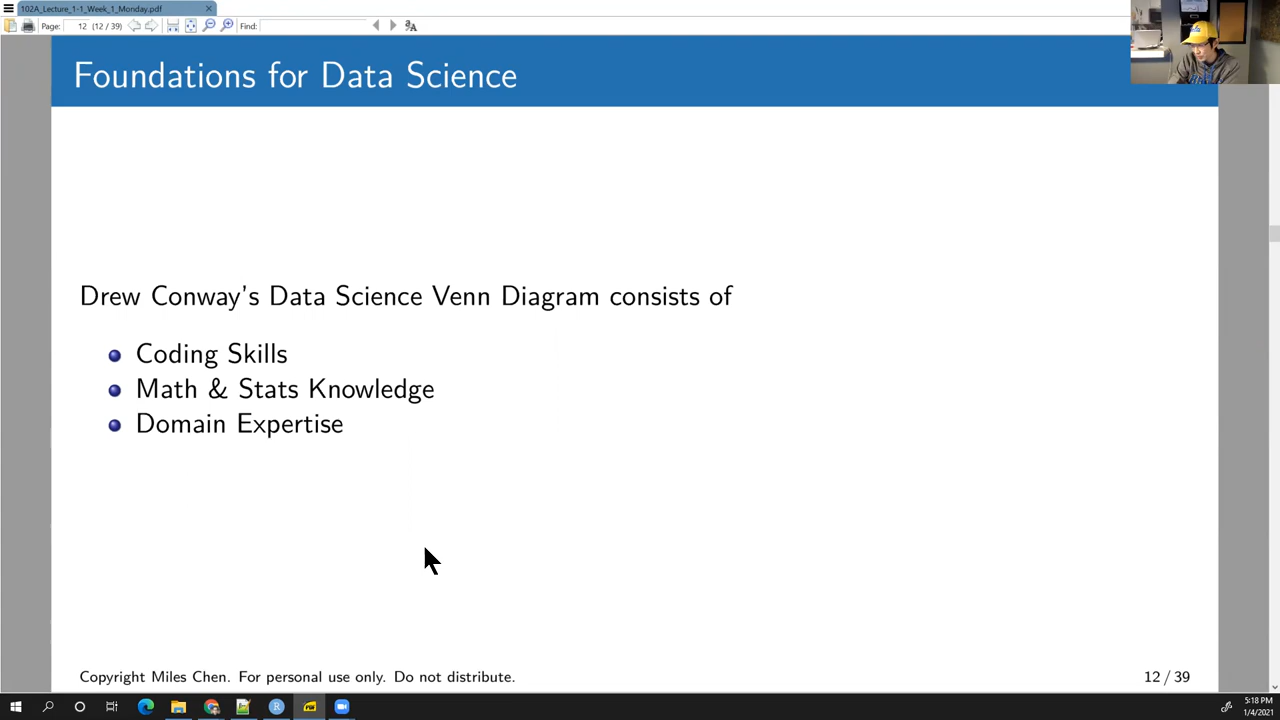 102A_Lecture_1-1_Week_1_Monday.pdf
Page: 12 (12 / 39) Find:
Foundations for Data Science
Drew Conway's Data Science Venn Diagram consists of
Coding Skills
Math & Stats Knowledge
Domain Expertise
Copyright Miles Chen. For personal use only. Do not distribute.
12 / 39
5:18 PM
1/4/2021